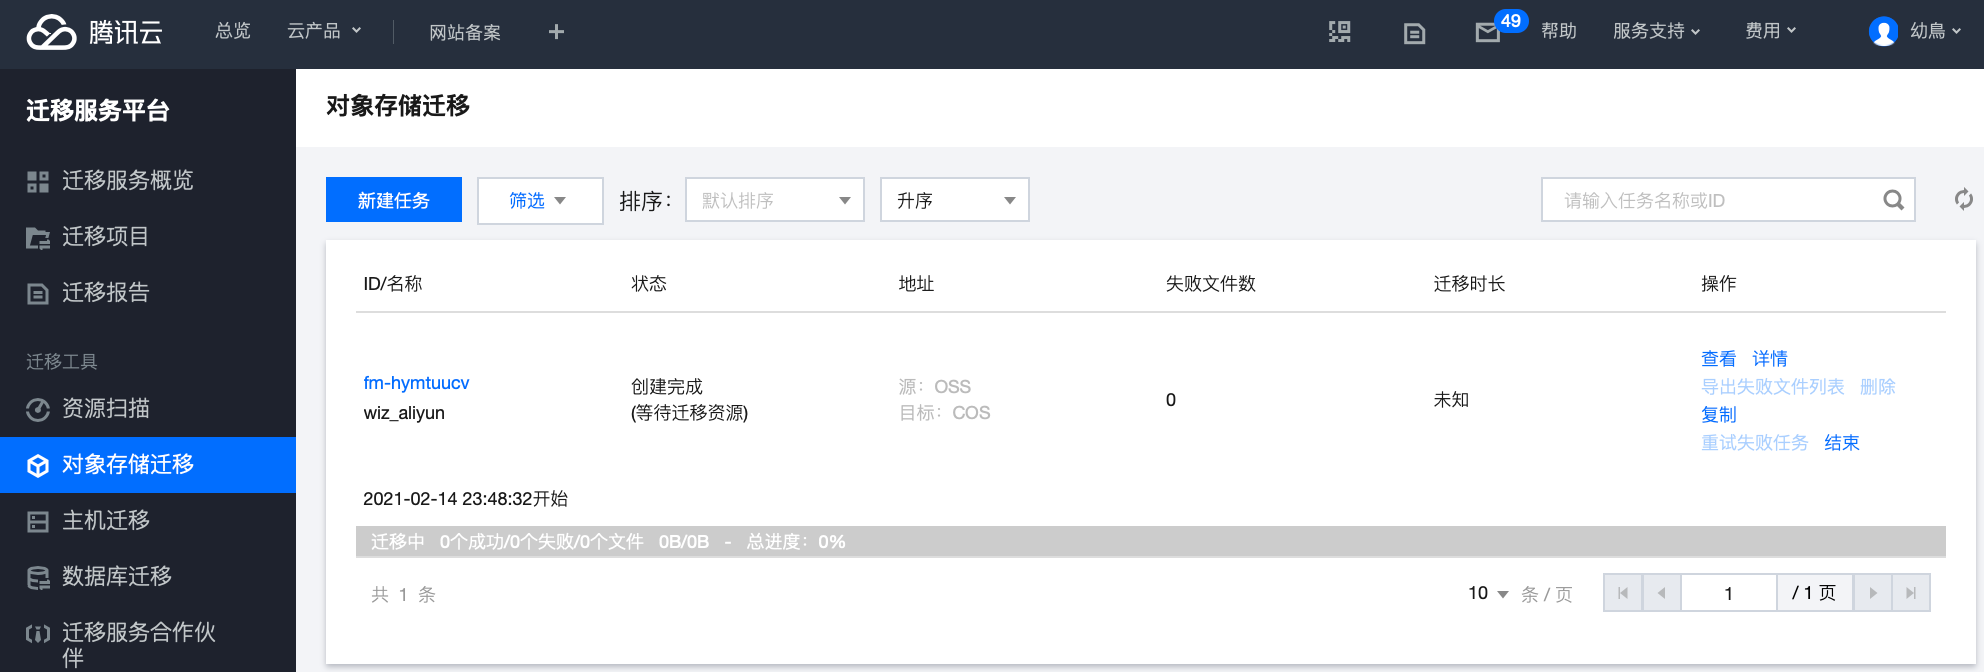 腾讯云 总览 云产品 网站备案 + 49 帮助 服务支持 费用 幼鳥
迁移服务平台
迁移服务概览
迁移项目
迁移报告
迁移工具
资源扫描
对象存储迁移
主机迁移
数据库迁移
迁移服务合作伙
伴
对象存储迁移
新建任务 筛选 排序： 默认排序 升序 请输入任务名称或ID
ID/名称 状态 地址 失败文件数 迁移时长 操作
fm-hymtuucv
wiz_aliyun
创建完成
(等待迁移资源)
源：OSS
目标：COS
0
未知
查看 详情
导出失败文件列表 删除
复制
重试失败任务 结束
2021-02-14 23:48:32开始
迁移中 0个成功/0个失败/0个文件 0B/0B - 总进度：0%
共 1 条 10 条 / 页 1 / 1 页